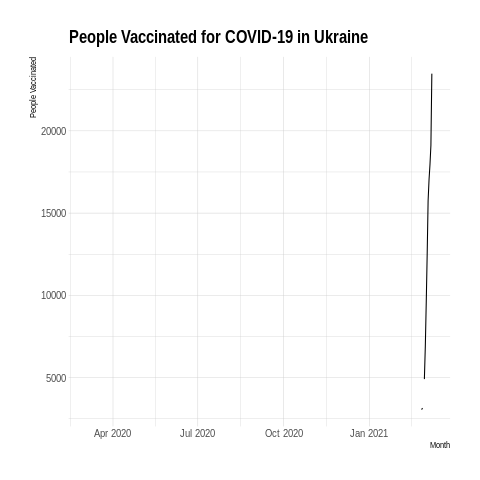 People Vaccinated for COVID-19 in Ukraine
People Vaccinated
20000
15000
10000
5000
Apr 2020 Jul 2020 Oct 2020 Jan 2021
Month